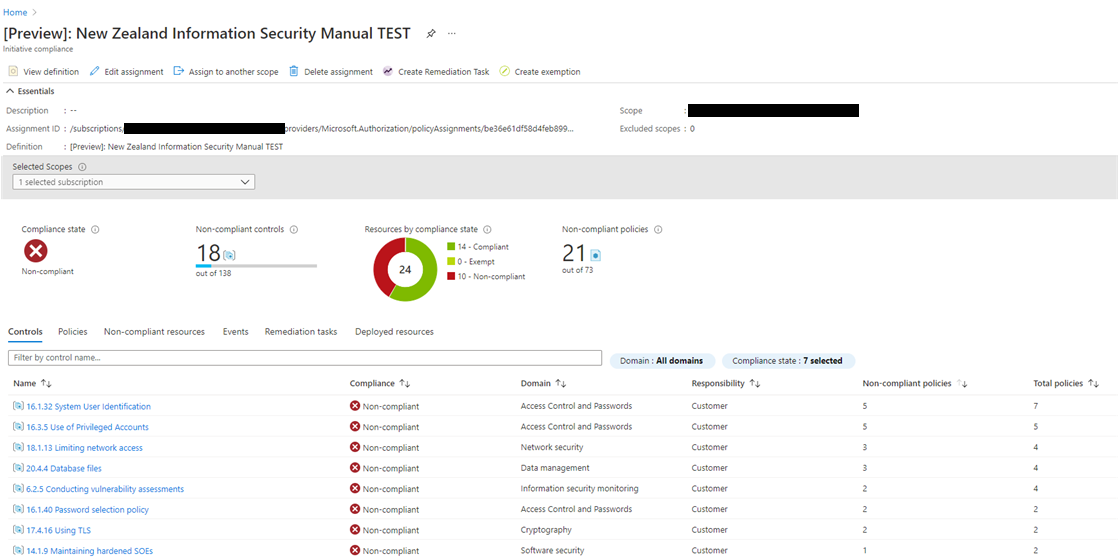 Home >
[Preview]: New Zealand Information Security Manual TEST ...
Initiative compliance
View definition Edit assignment Assign to another scope Delete assignment Create Remediation Task Create exemption
Essentials
Description : -- Scope :
Assignment ID : /subscriptions/ providers/Microsoft.Authorization/policyAssignments/be36e61df58d4feb899... Excluded scopes : 0
Definition : [Preview]: New Zealand Information Security Manual TEST
Selected Scopes
1 selected subscription
Compliance state Non-compliant controls Resources by compliance state Non-compliant policies
Non-compliant
18
out of 138
24
14 - Compliant
0 - Exempt
10 - Non-compliant
21
out of 73
Controls Policies Non-compliant resources Events Remediation tasks Deployed resources
Filter by control name... Domain : All domains Compliance state : 7 selected
Name Compliance Domain Responsibility Non-compliant policies Total policies
16.1.32 System User Identification Non-compliant Access Control and Passwords Customer 5 7
16.3.5 Use of Privileged Accounts Non-compliant Access Control and Passwords Customer 5 5
18.1.13 Limiting network access Non-compliant Network security Customer 3 4
20.4.4 Database files Non-compliant Data management Customer 3 4
6.2.5 Conducting vulnerability assessments Non-compliant Information security monitoring Customer 2 4
16.1.40 Password selection policy Non-compliant Access Control and Passwords Customer 2 2
17.4.16 Using TLS Non-compliant Cryptography Customer 2 2
14.1.9 Maintaining hardened SOEs Non-compliant Software security Customer 1 2